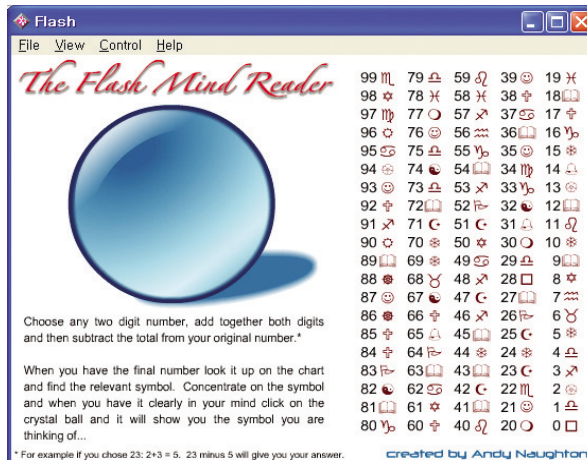 Flash
File View Control Help
The Flash Mind Reader
Choose any two digit number, add together both digits
and then subtract the total from your original number.*
When you have the final number look it up on the chart
and find the relevant symbol. Concentrate on the symbol
and when you have it clearly in your mind click on the
crystal ball and it will show you the symbol you are
thinking of...
* For example if you chose 23: 2+3 = 5. 23 minus 5 will give you your answer.
99 79 59 39 19
98 78 58 38 18
97 77 57 37 17
96 76 56 36 16
95 75 55 35 15
94 74 54 34 14
93 73 53 33 13
92 72 52 32 12
91 71 51 31 11
90 70 50 30 10
89 69 49 29 9
88 68 48 28 8
87 67 47 27 7
86 66 46 26 6
85 65 45 25 5
84 64 44 24 4
83 63 43 23 3
82 62 42 22 2
81 61 41 21 1
80 60 40 20 0
created by Andy Naughton